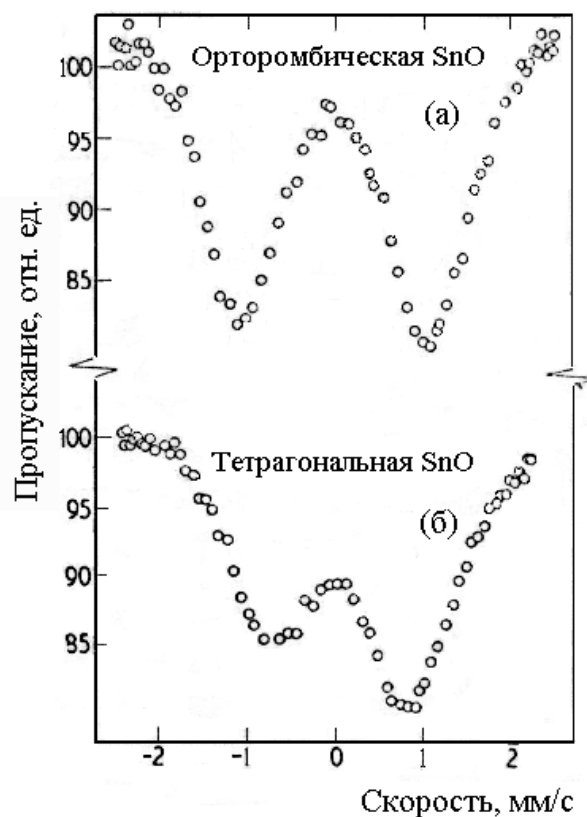 Орторомбическая SnO
(а)
100
95
90
85
Пропускание, отн. ед.
Тетрагональная SnO
(б)
100
95
90
85
-2
-1
0
1
2
Скорость, мм/с